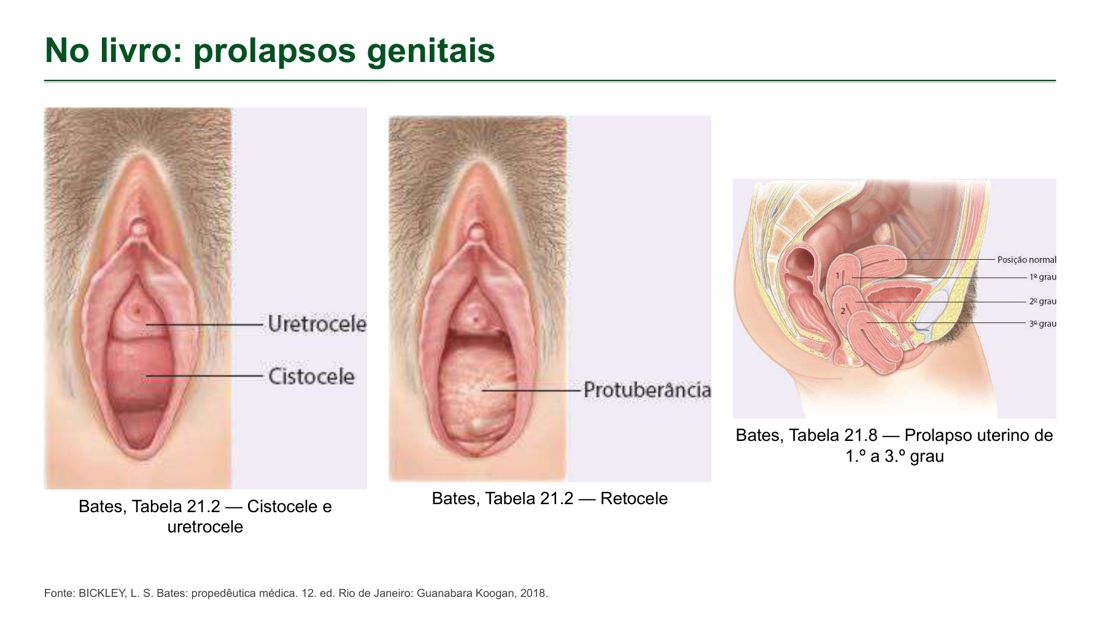 No livro: prolapsos genitais
Uretrocele
Cistocele
Bates, Tabela 21.2 — Cistocele e
uretrocele
Protuberância
Bates, Tabela 21.2 — Retocele
Posição normal
1º grau
2º grau
3º grau
1
2
Bates, Tabela 21.8 — Prolapso uterino de
1.º a 3.º grau
Fonte: BICKLEY, L. S. Bates: propedêutica médica. 12. ed. Rio de Janeiro: Guanabara Koogan, 2018.